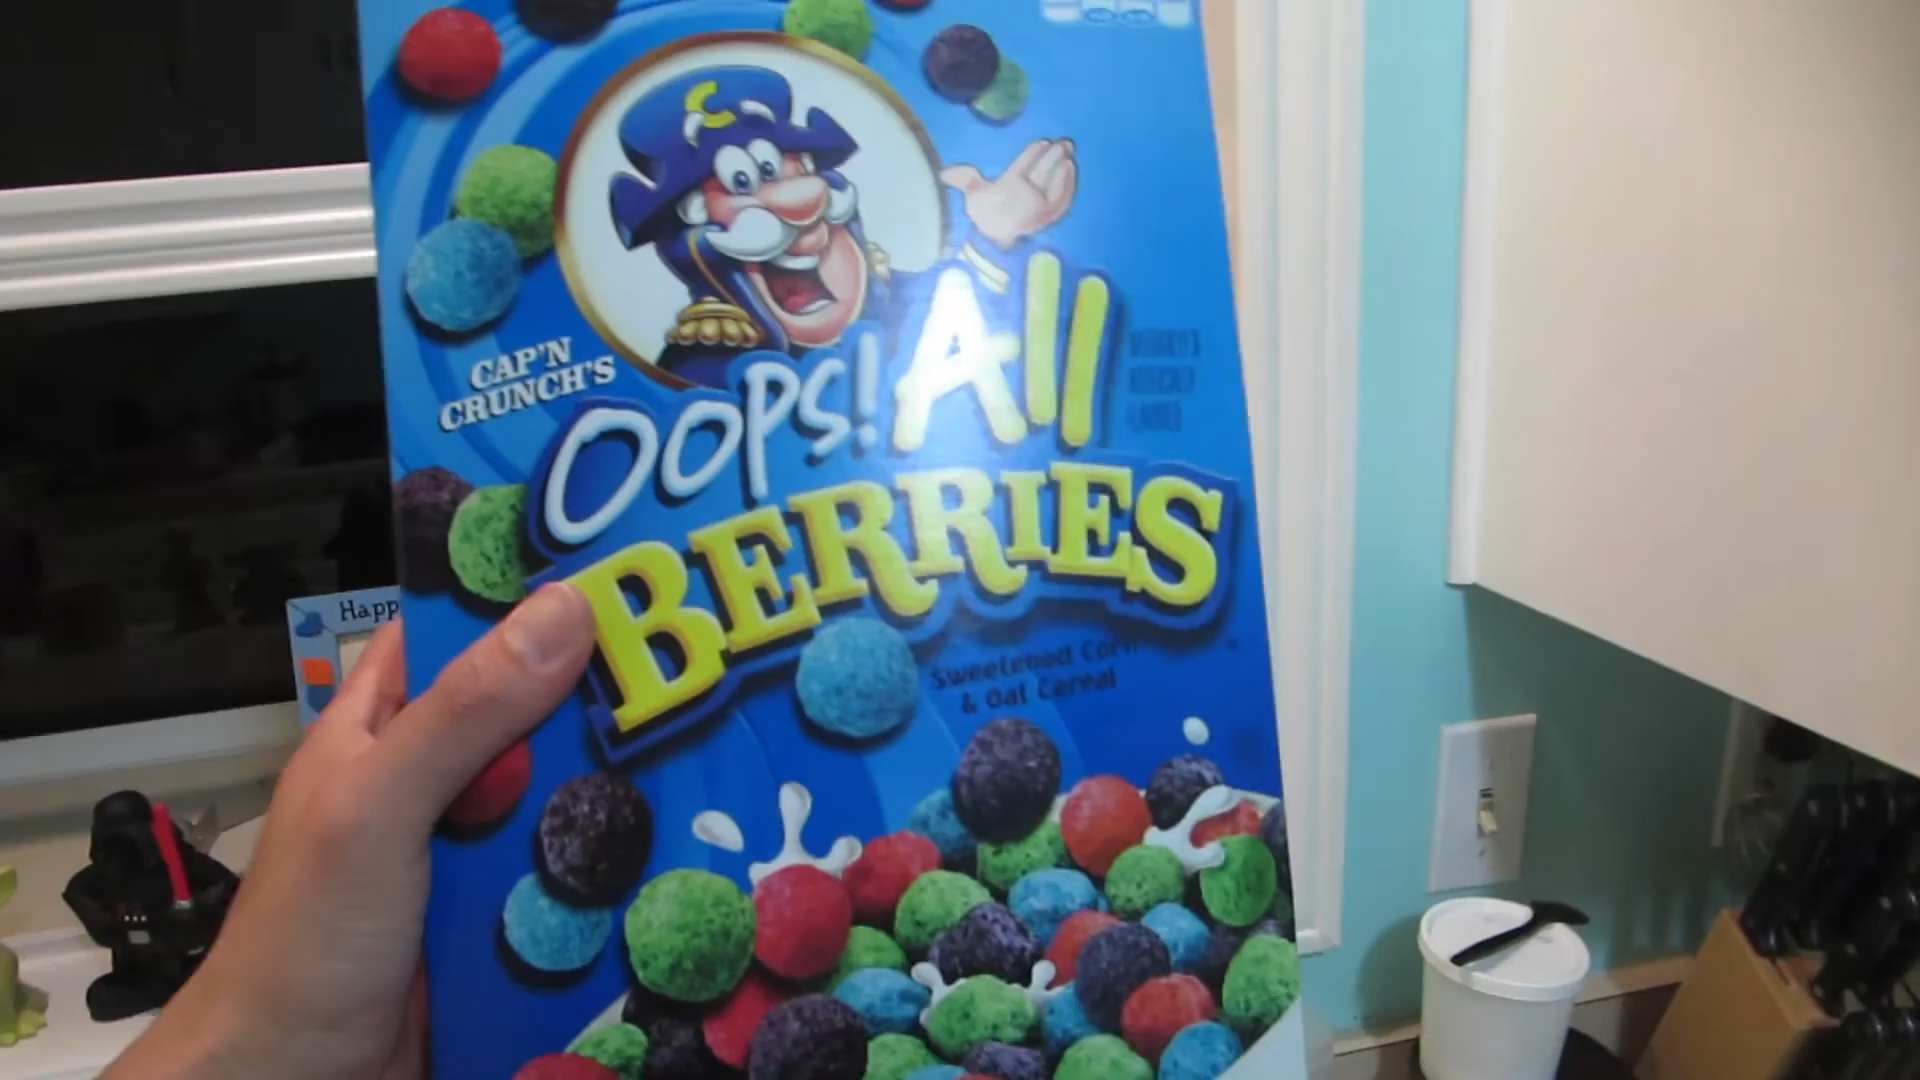 CAP'N
CRUNCH'S
OOPS! All
BERRIES
Sweetened Corn
& Oat Cereal
Happ